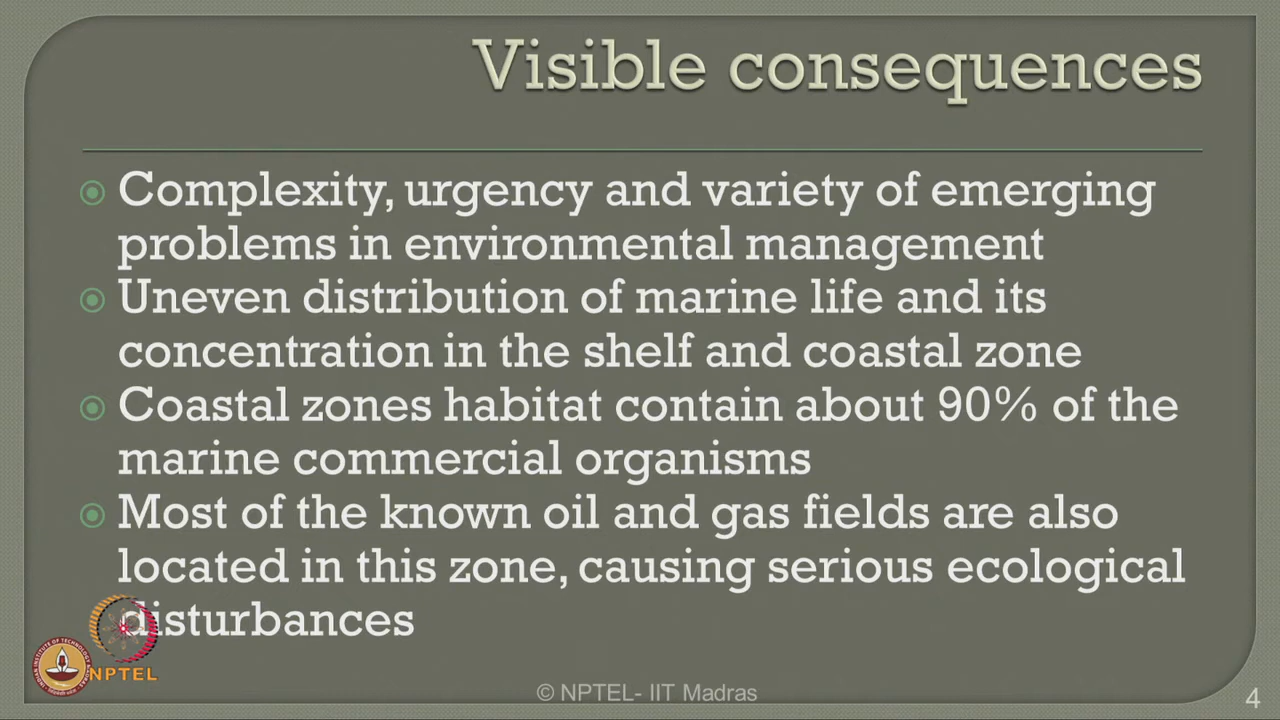 Visible consequences
Complexity, urgency and variety of emerging
problems in environmental management
Uneven distribution of marine life and its
concentration in the shelf and coastal zone
Coastal zones habitat contain about 90% of the
marine commercial organisms
Most of the known oil and gas fields are also
located in this zone, causing serious ecological
disturbances
NPTEL
© NPTEL- IIT Madras
4